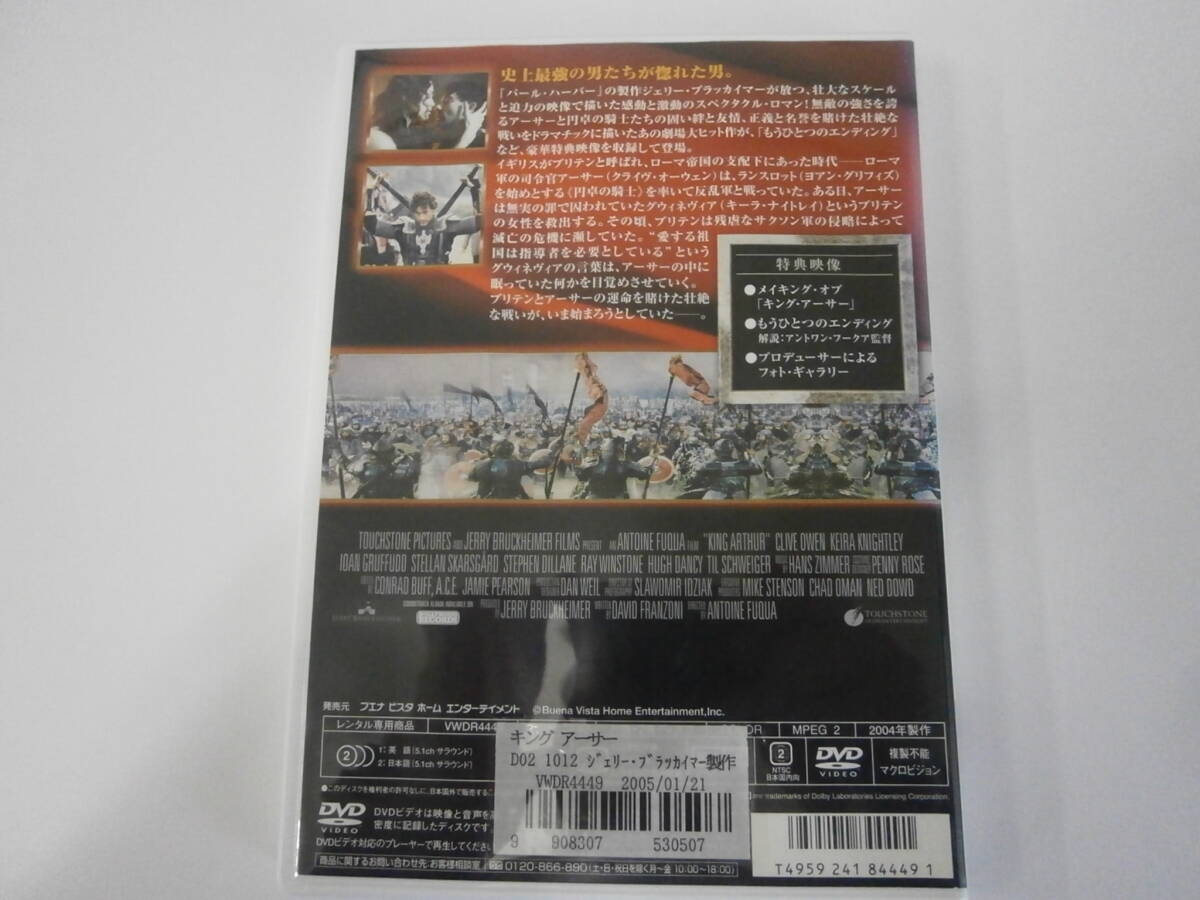 史上最強の男たちが惚れた男。
「パール・ハーバー」の製作ジェリー・ブラッカイマーが放つ、壮大なスケール
と迫力の映像で描いた感動と激動のスペクタクル・ロマン!無敵の強さを誇
るアーサーと円卓の騎士たちの固い絆と友情、正義と名誉を賭けた壮絶な
戦いをドラマチックに描いたあの劇場大ヒット作が、「もうひとつのエンディング」
など、豪華特典映像を収録して登場。
イギリスがブリテンと呼ばれ、ローマ帝国の支配下にあった時代――ローマ
軍の司令官アーサー(クライヴ・オーウェン)は、ランスロット(ヨアン・グリフィズ)
を始めとする《円卓の騎士》を率いて反乱軍と戦っていた。ある日、アーサー
は無実の罪で囚われていたグウィネヴィア(キーラ・ナイトレイ)というブリテン
の女性を救出する。その頃、ブリテンは残虐なサクソン軍の侵略によって
滅亡の危機に瀕していた。“愛する祖
国は指導者を必要としている”という
グウィネヴィアの言葉は、アーサーの中に
眠っていた何かを目覚めさせていく。
ブリテンとアーサーの運命を賭けた壮絶
な戦いが、いま始まろうとしていた――。
特典映像
●メイキング・オブ
「キング・アーサー」
●もうひとつのエンディング
解説:アントワン・フークア監督
●プロデューサーによる
フォト・ギャラリー
TOUCHSTONE PICTURES AND JERRY BRUCKHEIMER FILMS PRESENT AN ANTOINE FUQUA FILM "KING ARTHUR" CLIVE OWEN KEIRA KNIGHTLEY
IOAN GRUFFUDD STELLAN SKARSGÅRD STEPHEN DILLANE RAY WINSTONE HUGH DANCY TIL SCHWEIGER HANS ZIMMER PENNY ROSE
CONRAD BUFF, A.C.E. JAMIE PEARSON DAN WEIL SLAWOMIR IDZIAK MIKE STENSON CHAD OMAN NED DOWD
JERRY BRUCKHEIMER WRITTEN BY DAVID FRANZONI DIRECTED BY ANTOINE FUQUA
TOUCHSTONE
発売元 ブエナ ビスタ ホーム エンターテイメント ©Buena Vista Home Entertainment,Inc.
レンタル専用商品 VWDR444
MPEG 2 2004年製作
2 1:英 語(5.1ch サラウンド)
2:日本語(5.1ch サラウンド)
2 NTSC 日本国内向
DVD VIDEO
複製不能
マクロビジョン
●このディスクを権利者の許可なしに、日本国外で販売するこ
are trademarks of Dolby Laboratories Licensing Corporation.
DVD VIDEO
DVDビデオは映像と音声を高
密度に記録したディスクです
DVDビデオ対応のプレーヤーで再生してくださ
商品に関するお問い合わせ先:お客様相談室 0120-866-890(土・日・祝日を除く月〜金 10:00〜18:00)
キング アーサー
D02 1012 ジェリー・ブラッカイマー製作
VWDR4449 2005/01/21
9 908307 530507
T4959 241 84449 1